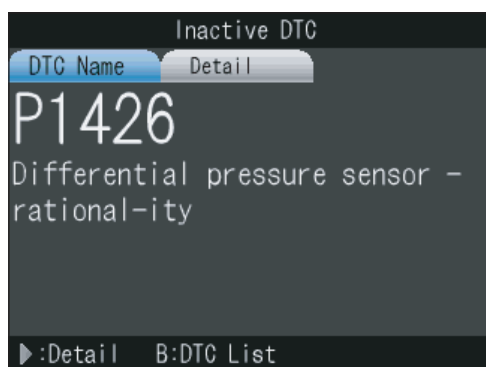 Inactive DTC
DTC Name Detail
P1426
Differential pressure sensor -
rational-ity
▶:Detail B:DTC List